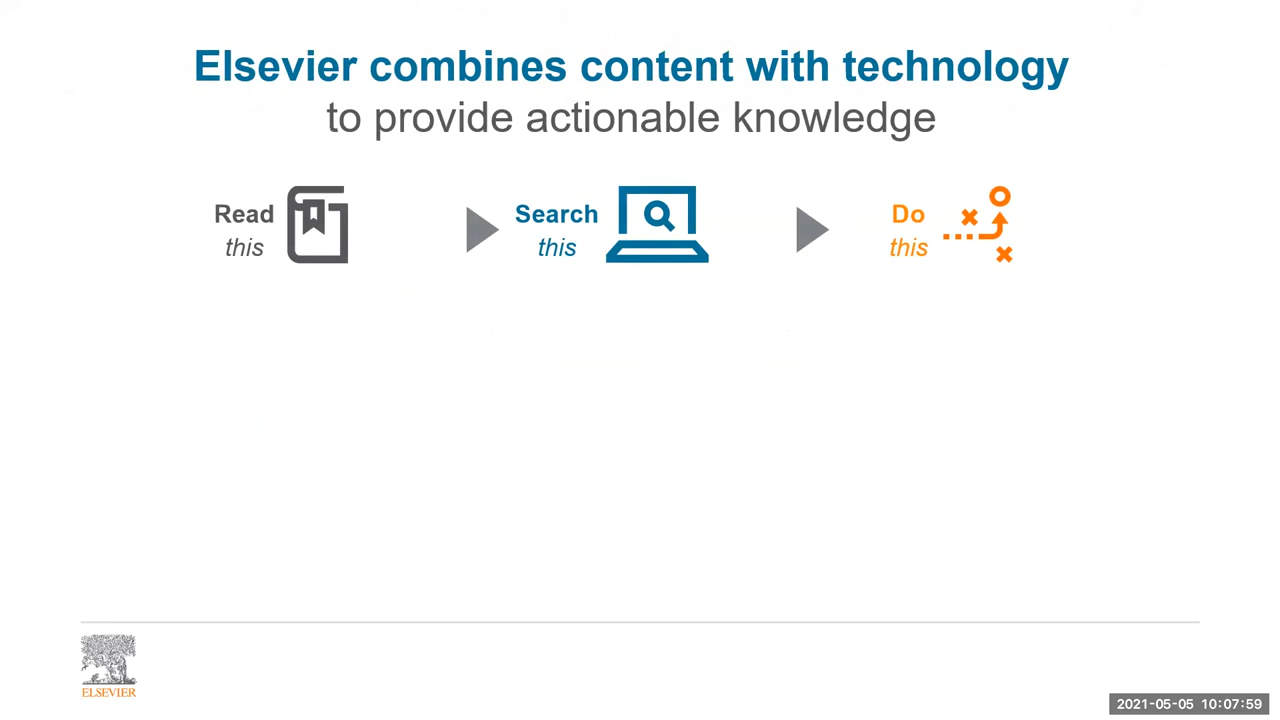 Elsevier combines content with technology
to provide actionable knowledge
Read
this
Search
this
Do
this
ELSEVIER
2021-05-05 10:07:59